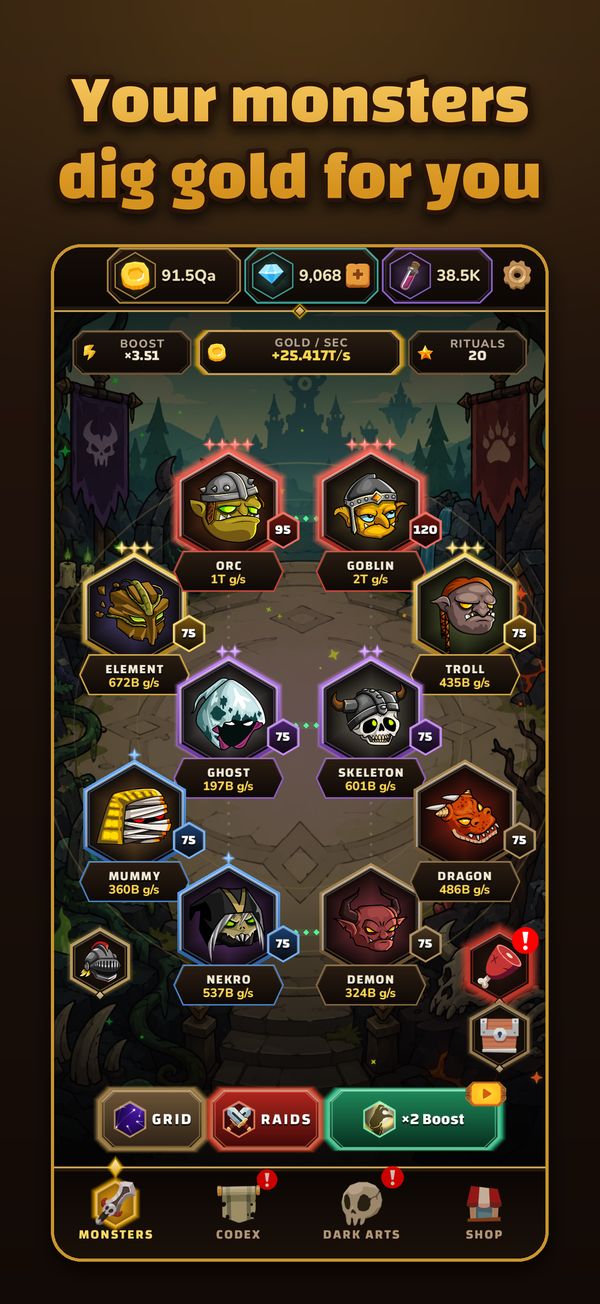 Your monsters
dig gold for you
91.5Qa
9,068
38.5K
BOOST
×3.51
GOLD / SEC
+25.417T/s
RITUALS
20
95
ORC
1T g/s
120
GOBLIN
2T g/s
75
ELEMENT
672B g/s
75
TROLL
435B g/s
75
GHOST
197B g/s
75
SKELETON
601B g/s
75
MUMMY
360B g/s
75
DRAGON
486B g/s
75
NEKRO
537B g/s
75
DEMON
324B g/s
!
GRID
RAIDS
×2 Boost
MONSTERS
!
CODEX
!
DARK ARTS
SHOP